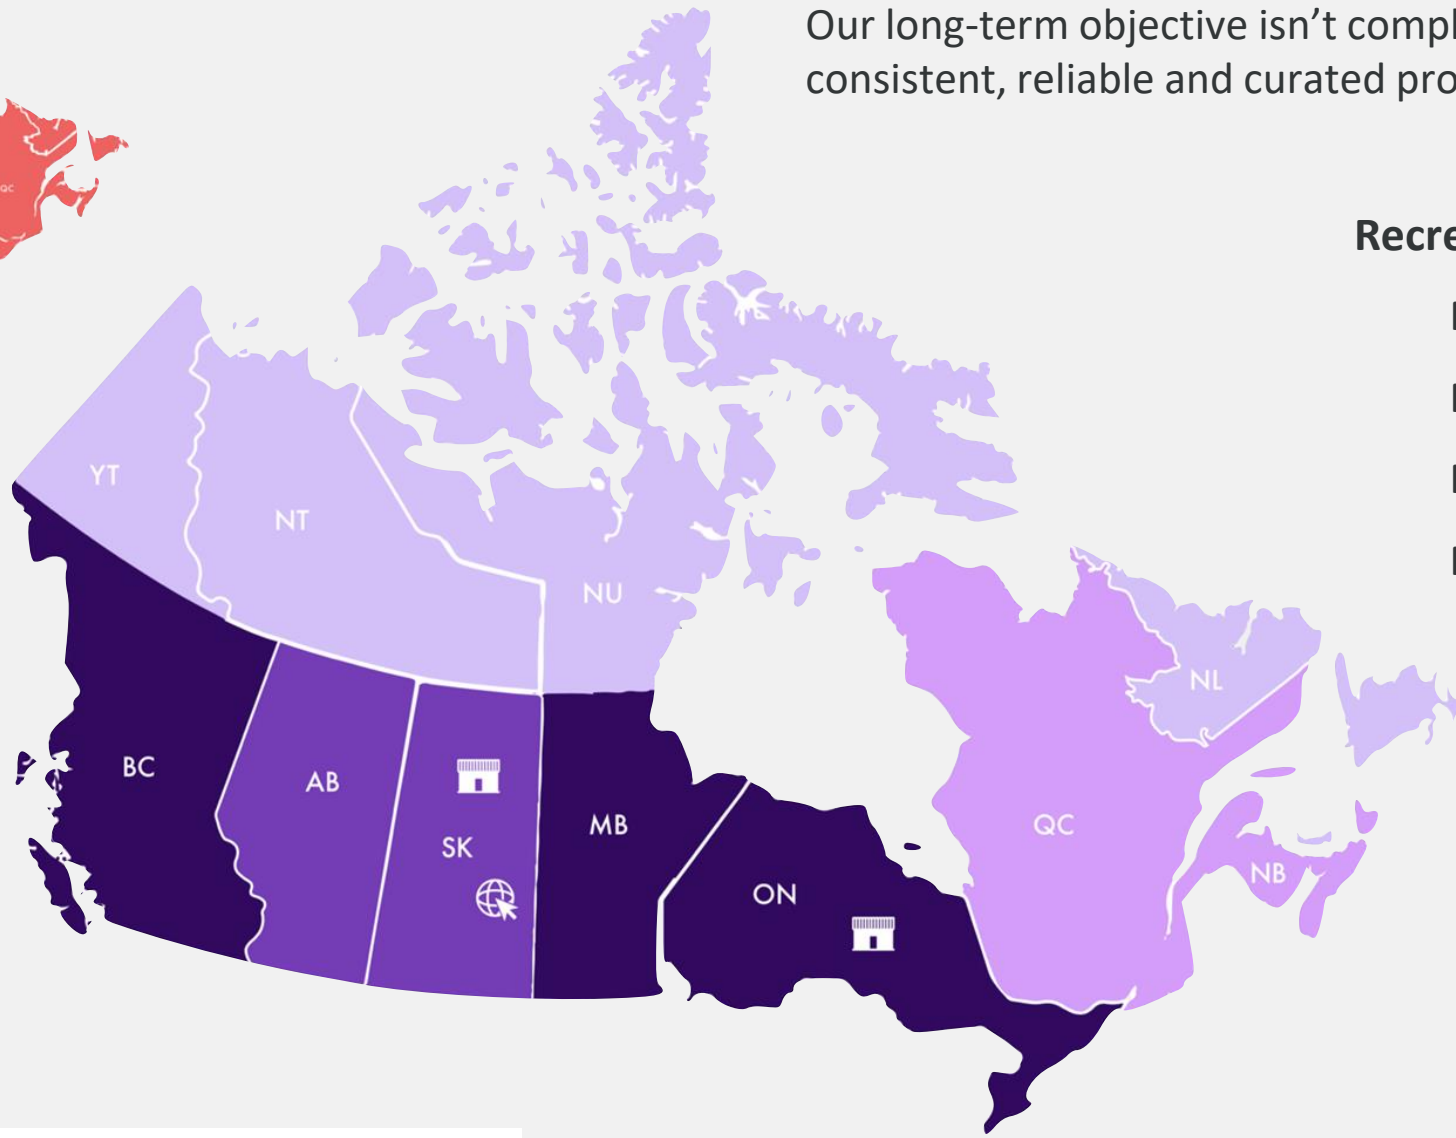 Our long-term objective isn’t compl
consistent, reliable and curated pro
QC
Recre
YT
NT
NU
NL
BC
AB
SK
MB
ON
QC
NB